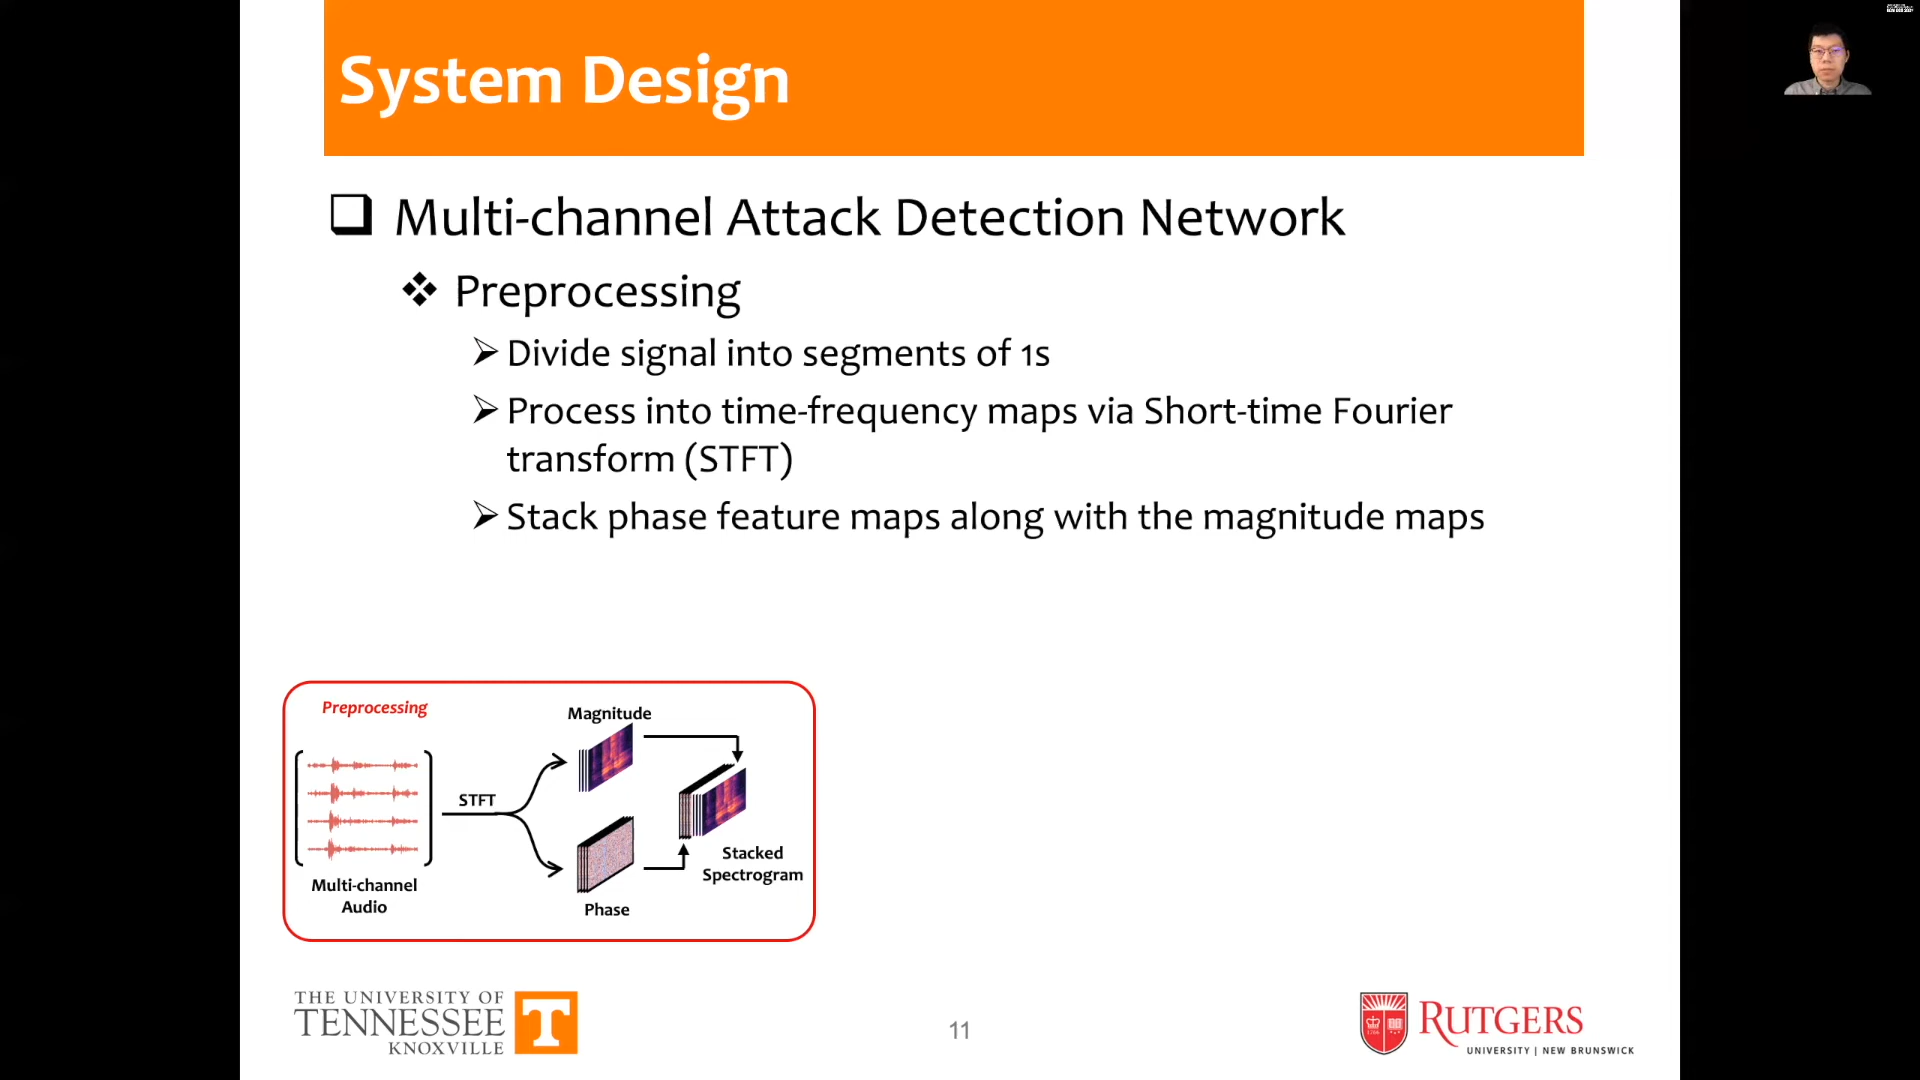 System Design
Multi-channel Attack Detection Network
Preprocessing
Divide signal into segments of 1s
Process into time-frequency maps via Short-time Fourier
transform (STFT)
Stack phase feature maps along with the magnitude maps
Preprocessing
Magnitude
STFT
Stacked
Spectrogram
Multi-channel
Audio
Phase
THE UNIVERSITY OF
TENNESSEE
KNOXVILLE
T
11
RUTGERS
UNIVERSITY | NEW BRUNSWICK